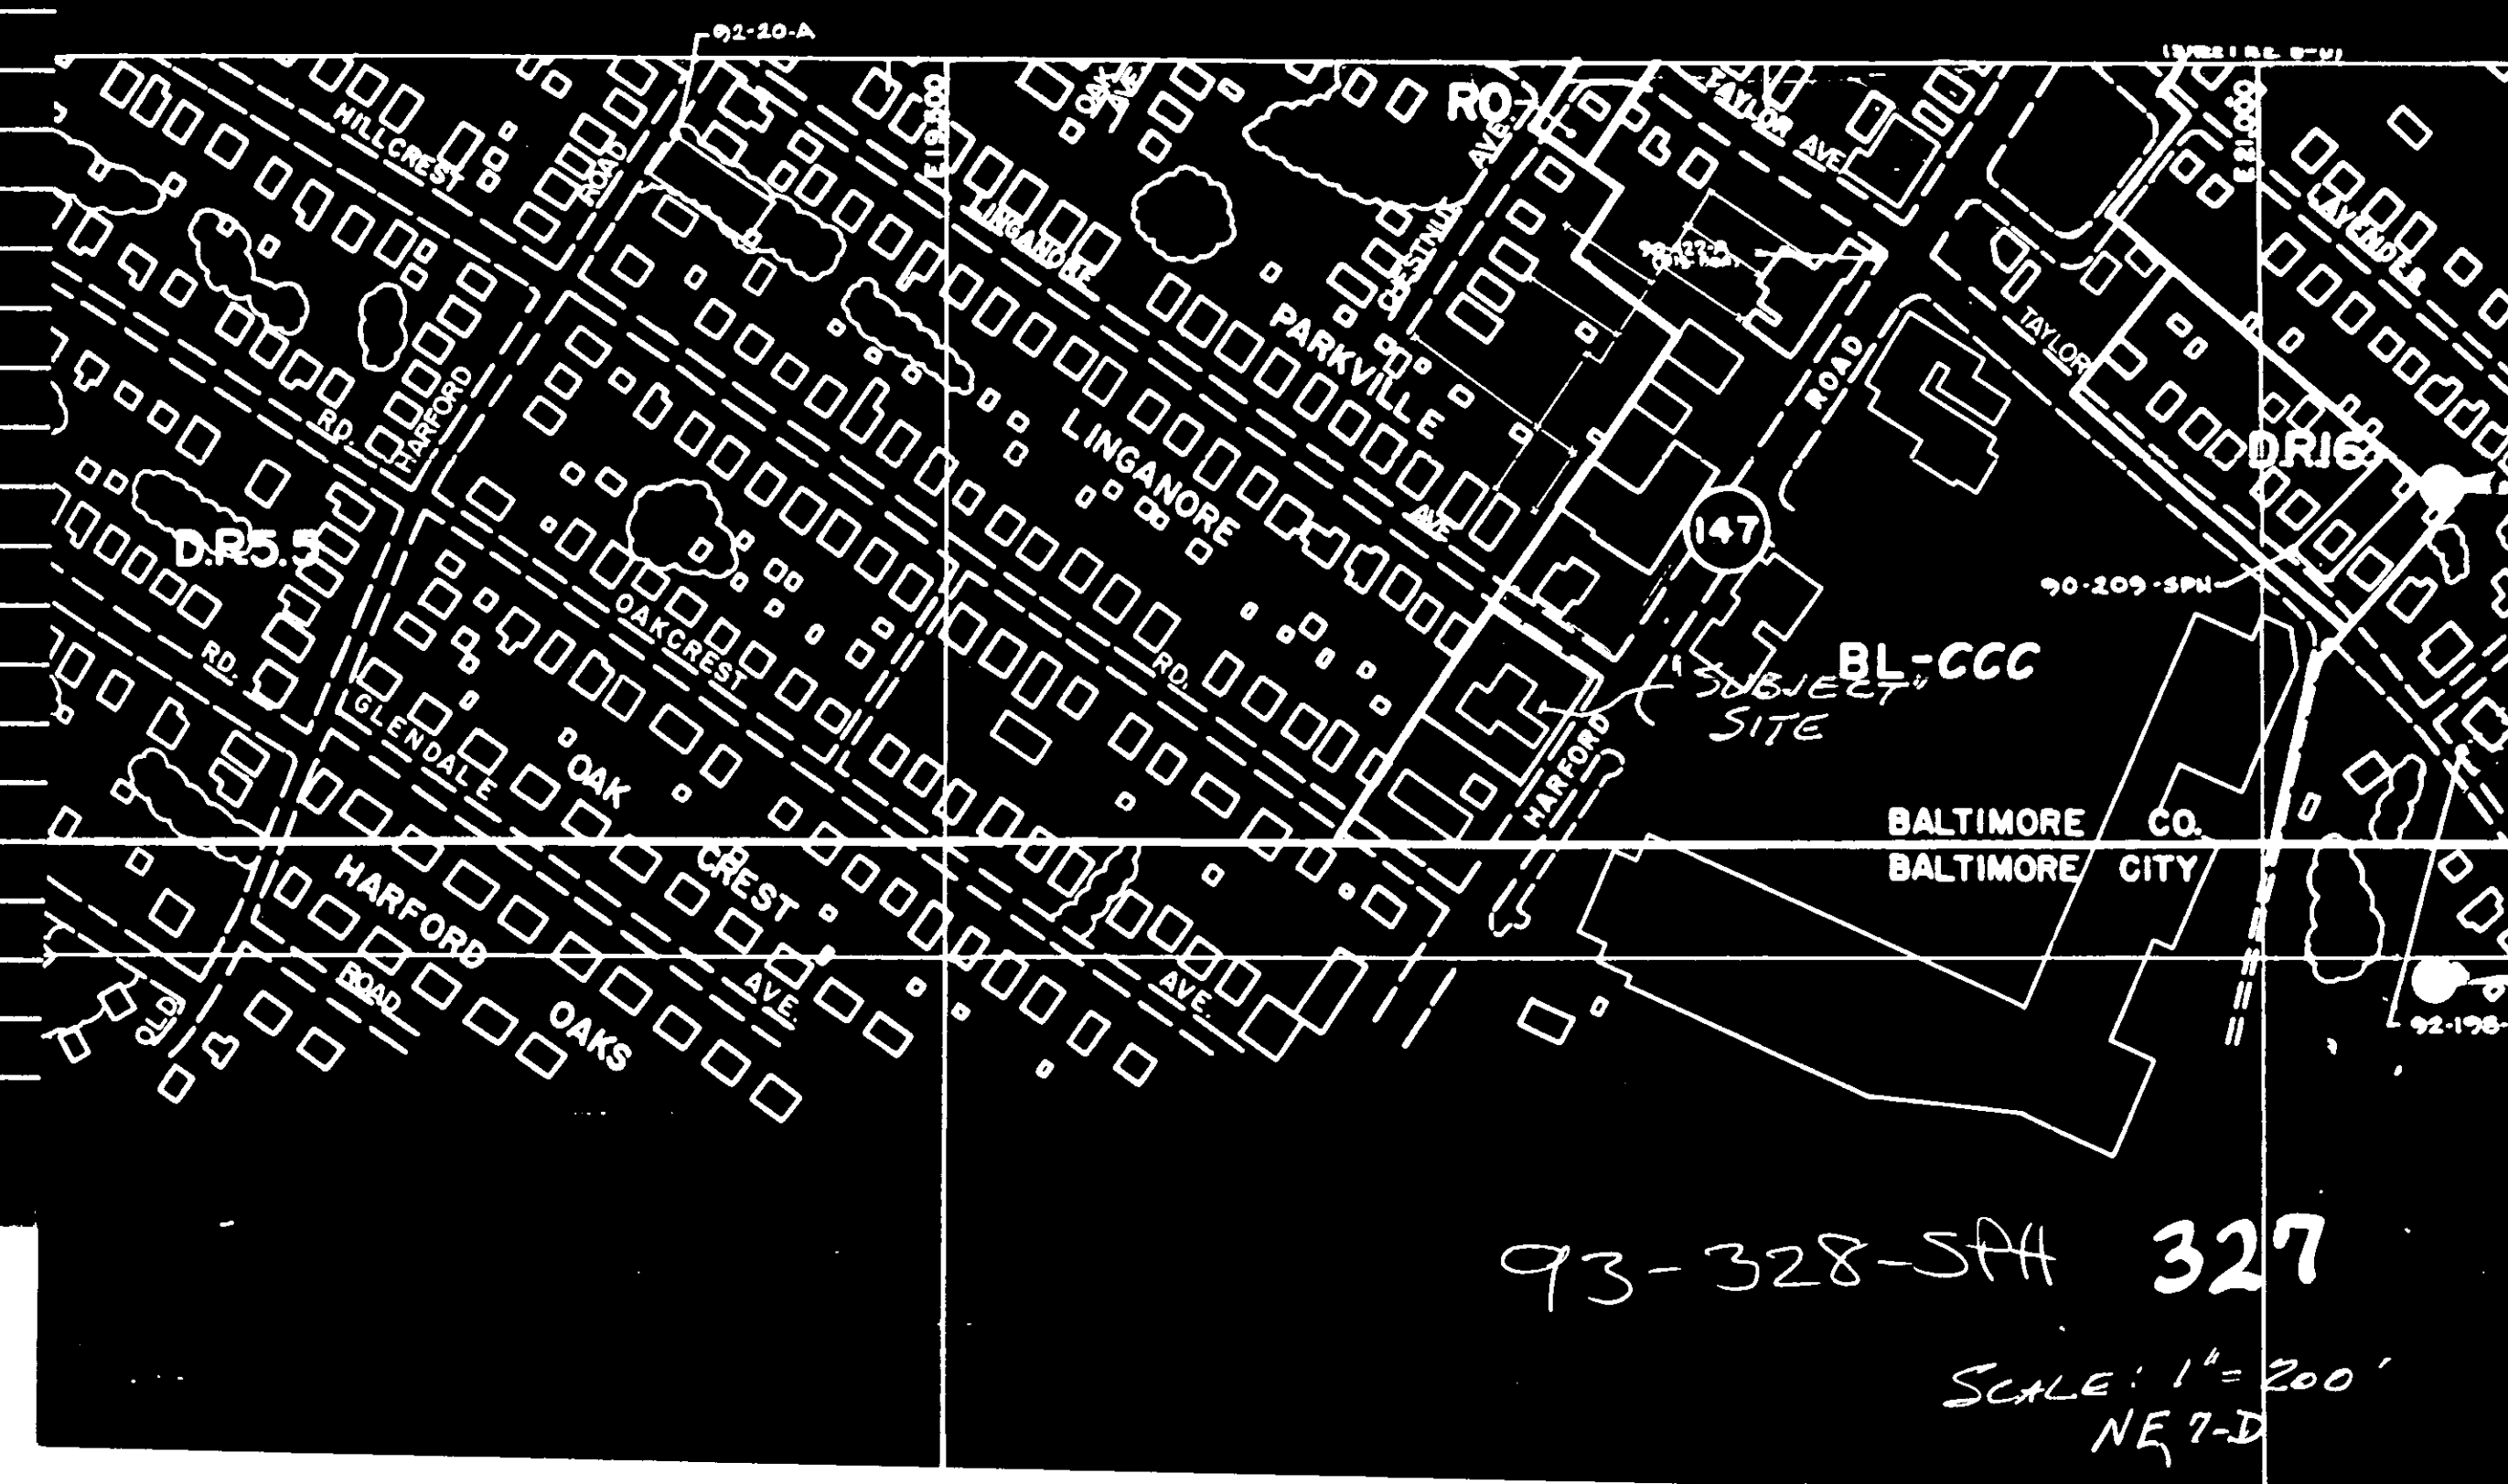 92-20-A
HILLCREST
ROAD
OAK
AVE.
RO
AVE.
TAYLOR AVE
LAVENDER
LINGANORE
CHESTNUT
PARKVILLE
TAYLOR
ROAD
RD.
HARFORD
LINGANORE
D.R.16
D.R.5.5
AVE
147
90-209-SPH
OAKCREST
RD.
RD.
BL-CCC
"SUBJECT"
SITE
GLENDALE
OAK
HARFORD
BALTIMORE CO.
BALTIMORE CITY
CREST
HARFORD
ROAD
AVE.
AVE.
OLD
OAKS
92-198-
93-328-SPH 327
SCALE: 1"=200'
NE 7-D